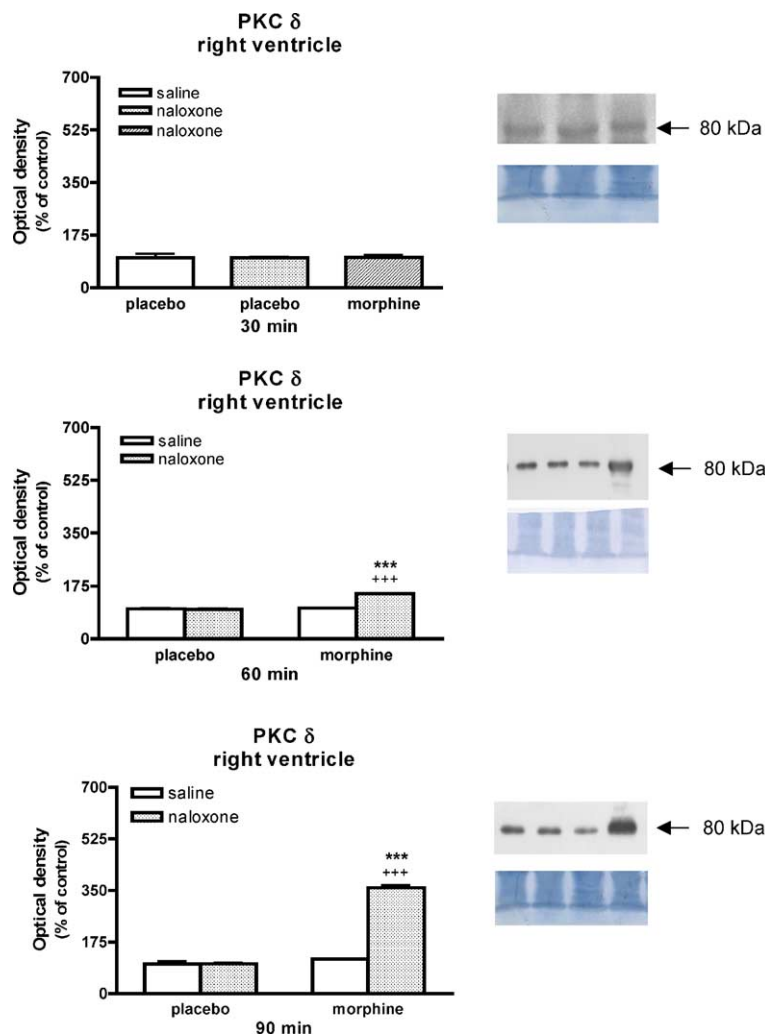 PKC δ
right ventricle
700
525
350
175
0
Optical density
(% of control)
saline
naloxone
naloxone
placebo
placebo
morphine
30 min
80 kDa
PKC δ
right ventricle
700
525
350
175
0
Optical density
(% of control)
saline
naloxone
***
+++
placebo
morphine
60 min
80 kDa
PKC δ
right ventricle
700
525
350
175
0
Optical density
(% of control)
saline
naloxone
***
+++
placebo
morphine
90 min
80 kDa